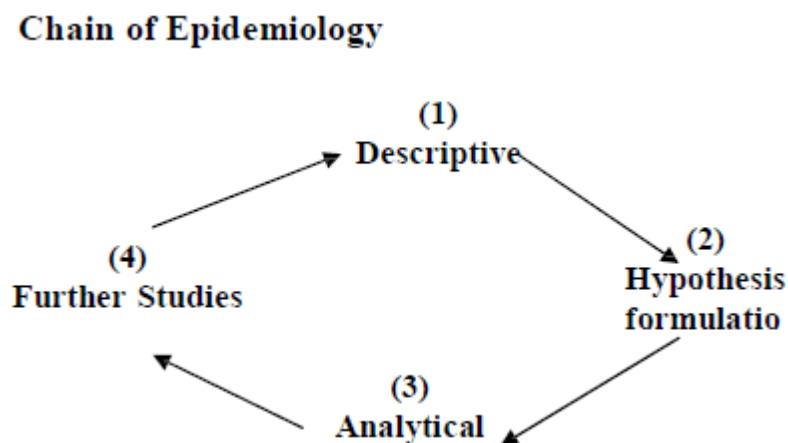 Chain of Epidemiology
(1)
Descriptive
(2)
Hypothesis
formulatio
(3)
Analytical
(4)
Further Studies